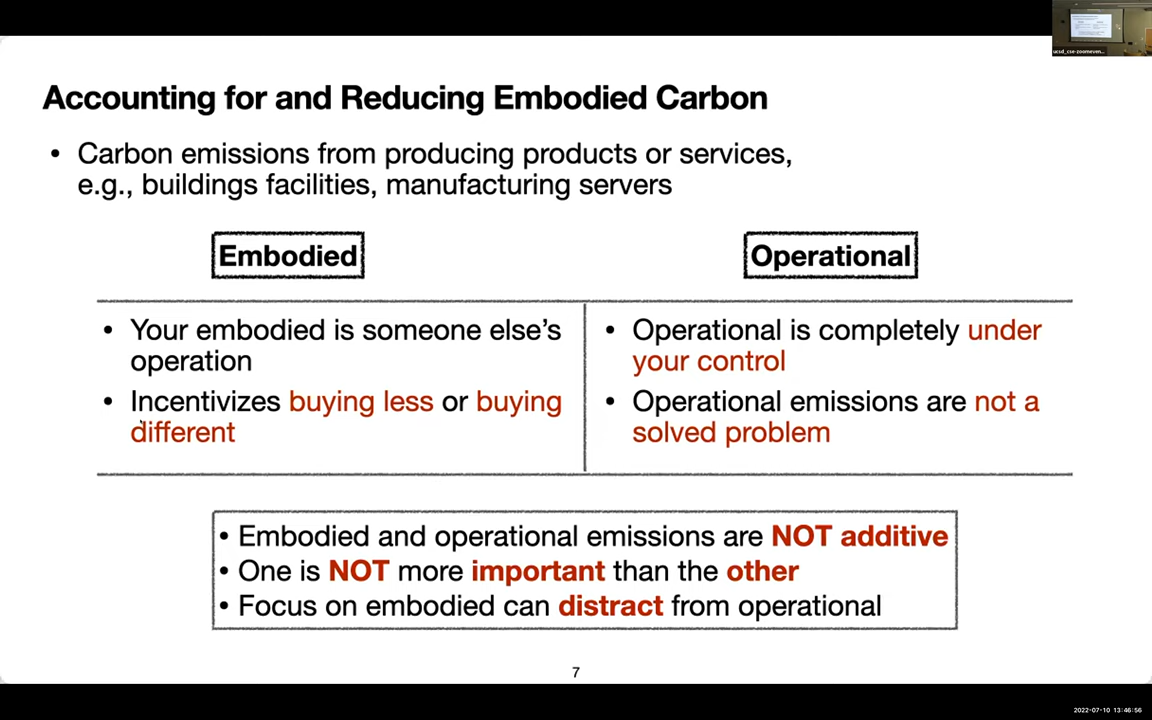 ucsd_cse-zoomeven...
Accounting for and Reducing Embodied Carbon
• Carbon emissions from producing products or services,
e.g., buildings facilities, manufacturing servers
Embodied
Operational
• Your embodied is someone else's
operation
• Incentivizes buying less or buying
different
• Operational is completely under
your control
• Operational emissions are not a
solved problem
• Embodied and operational emissions are NOT additive
• One is NOT more important than the other
• Focus on embodied can distract from operational
7
2022-07-10 13:46:56